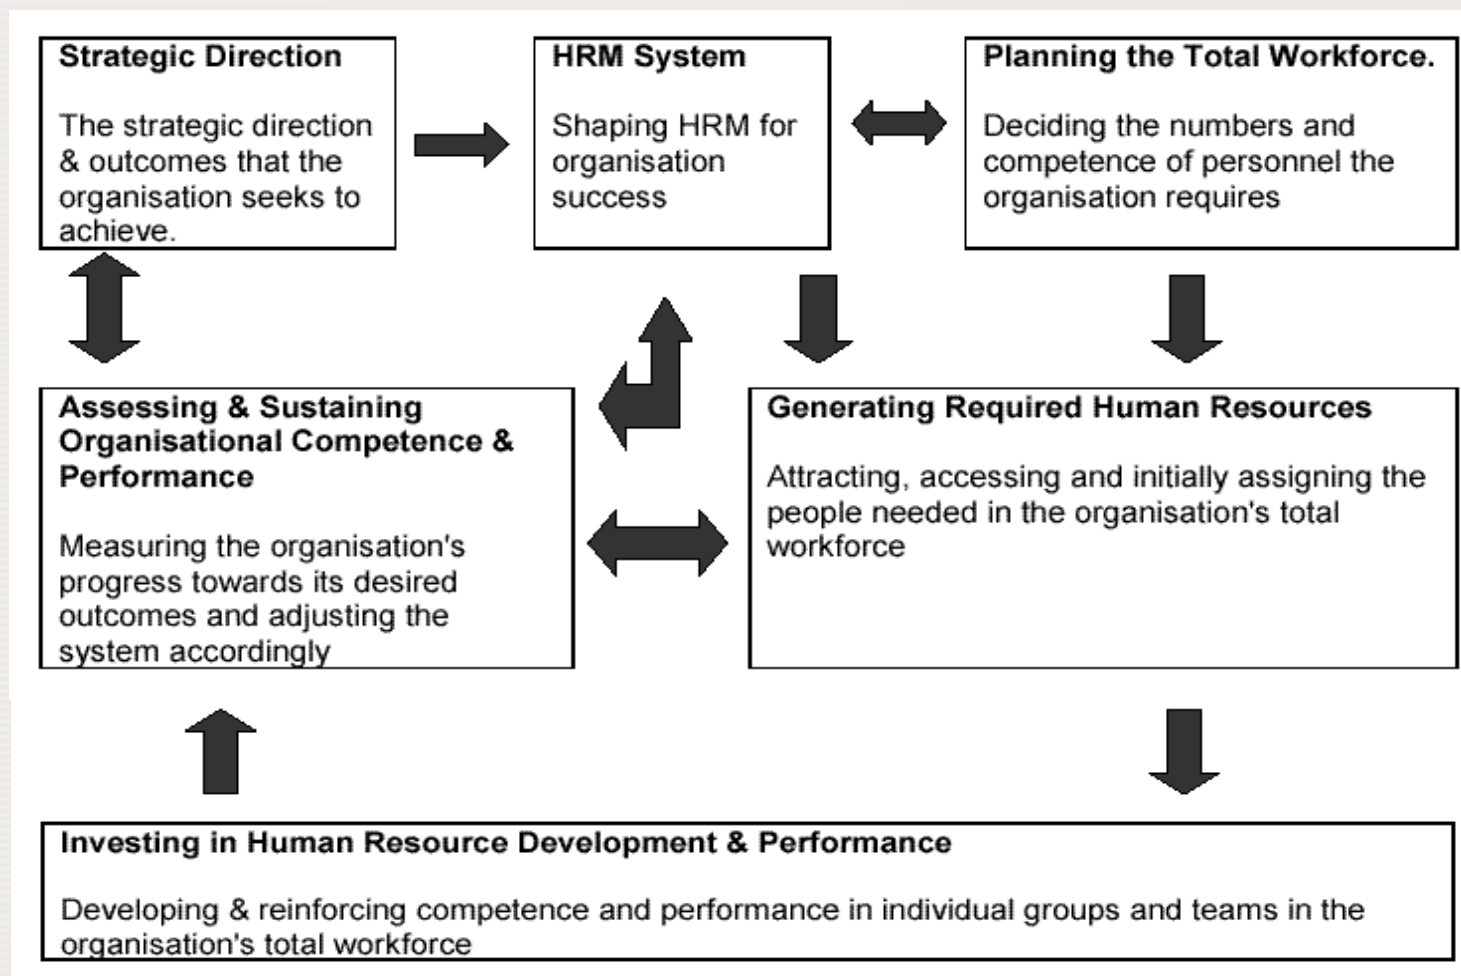 Strategic Direction
The strategic direction
& outcomes that the
organisation seeks to
achieve.
HRM System
Shaping HRM for
organisation
success
Planning the Total Workforce.
Deciding the numbers and
competence of personnel the
organisation requires
Assessing & Sustaining
Organisational Competence &
Performance
Measuring the organisation's
progress towards its desired
outcomes and adjusting the
system accordingly
Generating Required Human Resources
Attracting, accessing and initially assigning the
people needed in the organisation's total
workforce
Investing in Human Resource Development & Performance
Developing & reinforcing competence and performance in individual groups and teams in the
organisation's total workforce